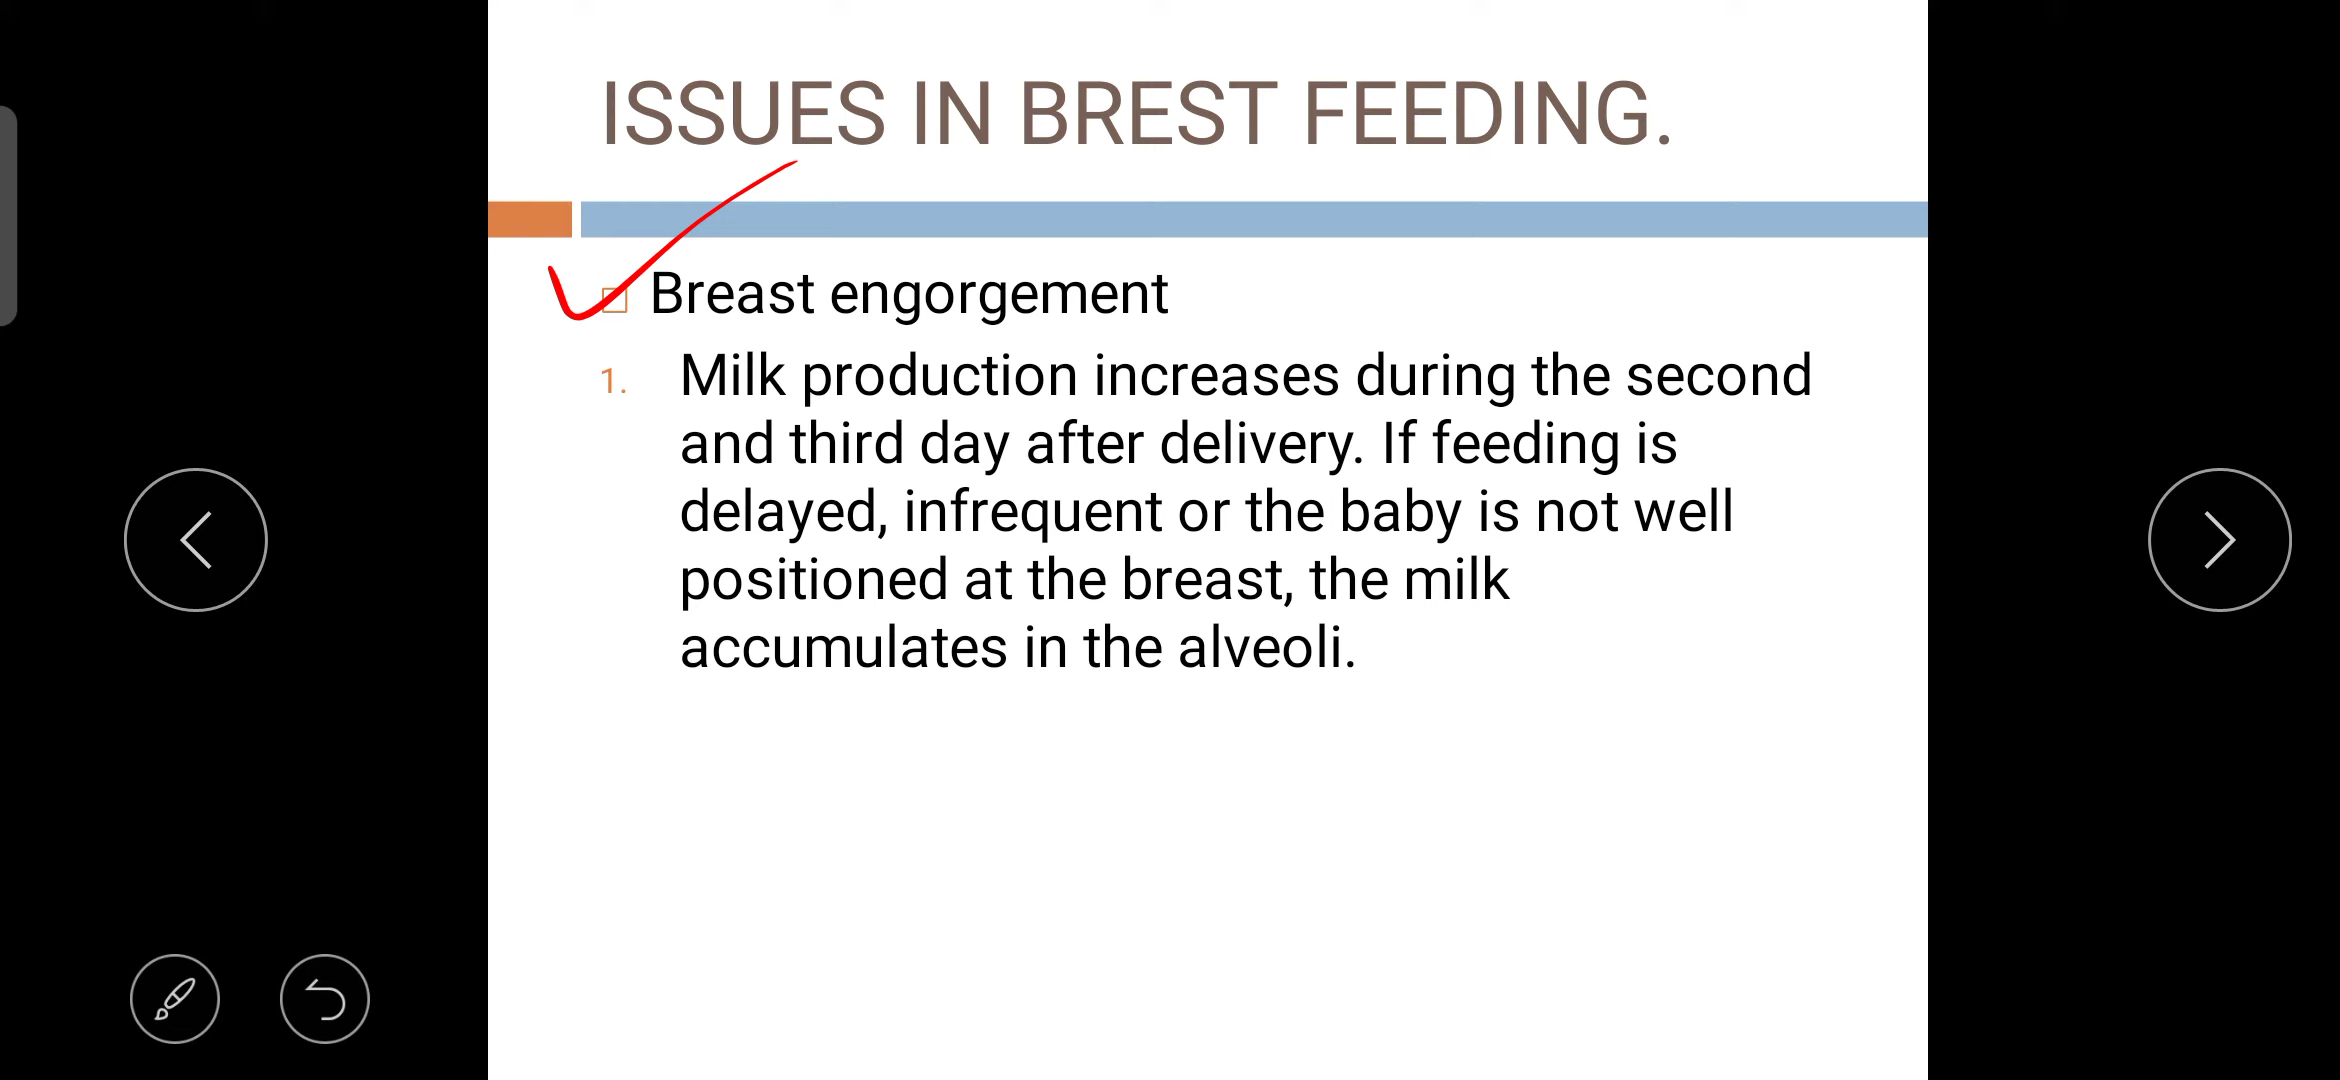 ISSUES IN BREST FEEDING.
Breast engorgement
1. Milk production increases during the second
and third day after delivery. If feeding is
delayed, infrequent or the baby is not well
positioned at the breast, the milk
accumulates in the alveoli.